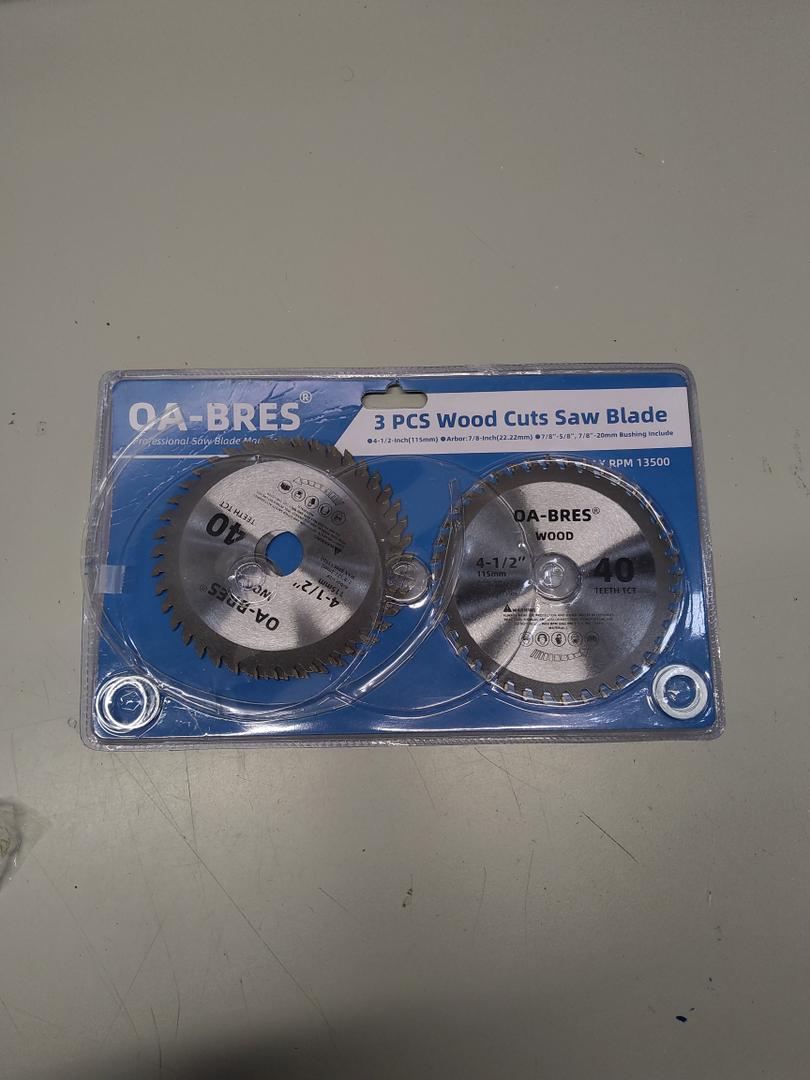 OA-BRES®
Professional Saw Blade
3 PCS Wood Cuts Saw Blade
●4-1/2-Inch(115mm) ●Arbor:7/8-Inch(22.22mm) ●7/8"-5/8", 7/8"-20mm Bushing Include
RPM 13500
40
TEETH TCT
4-1/2"
115mm
OA-BRES®
OA-BRES®
WOOD
4-1/2"
115mm
40
TEETH TCT
WARNING